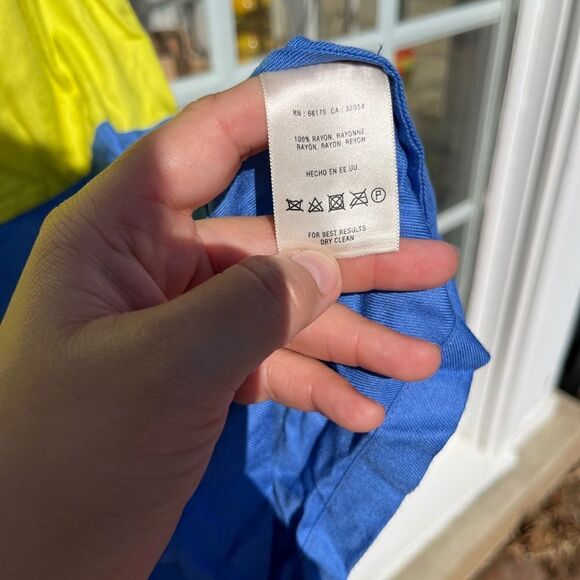 RN : 66170 CA : 32054
100% RAYON, RAYONNE,
RAYÓN, RAYON, REYON
HECHO EN EE.UU.
P
FOR BEST RESULTS
DRY CLEAN